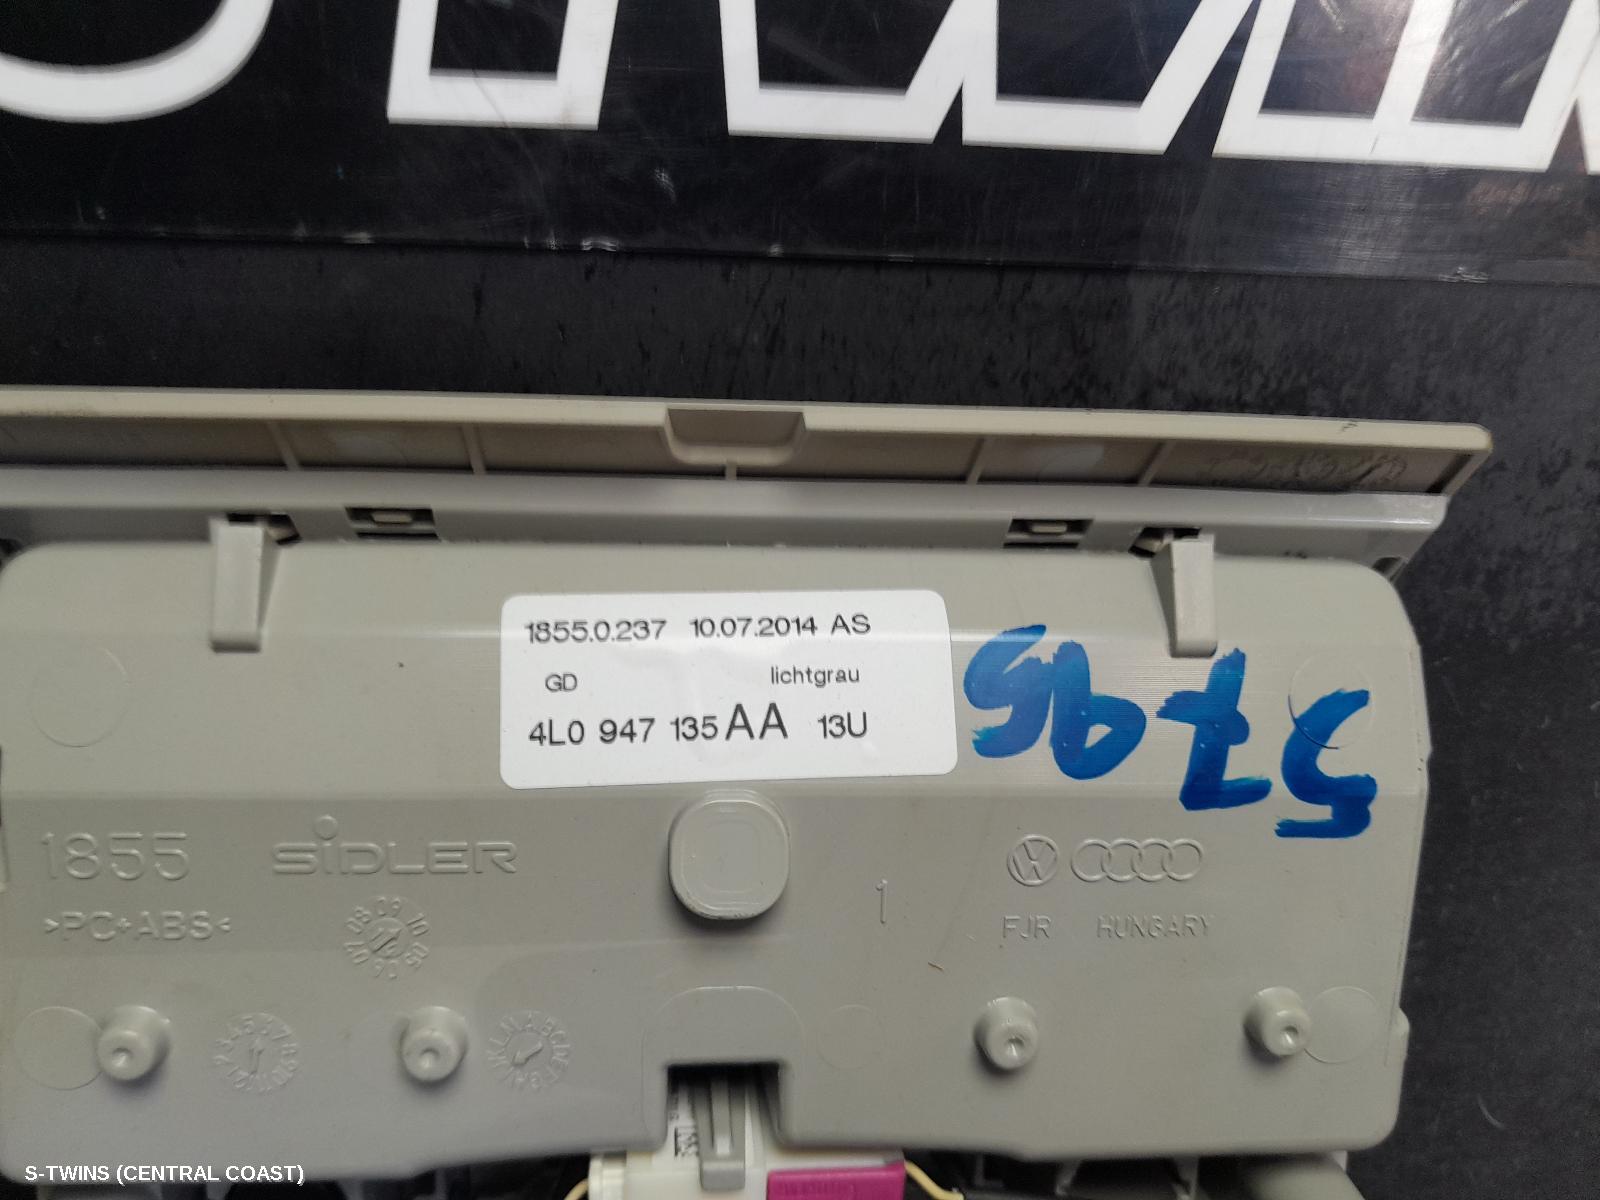 1855.0.237 10.07.2014 AS
GD lichtgrau
4L0 947 135 AA 13U
5795
1855 SiDLER
>PC+ABS<
1
FJR HUNGARY
S-TWINS (CENTRAL COAST)